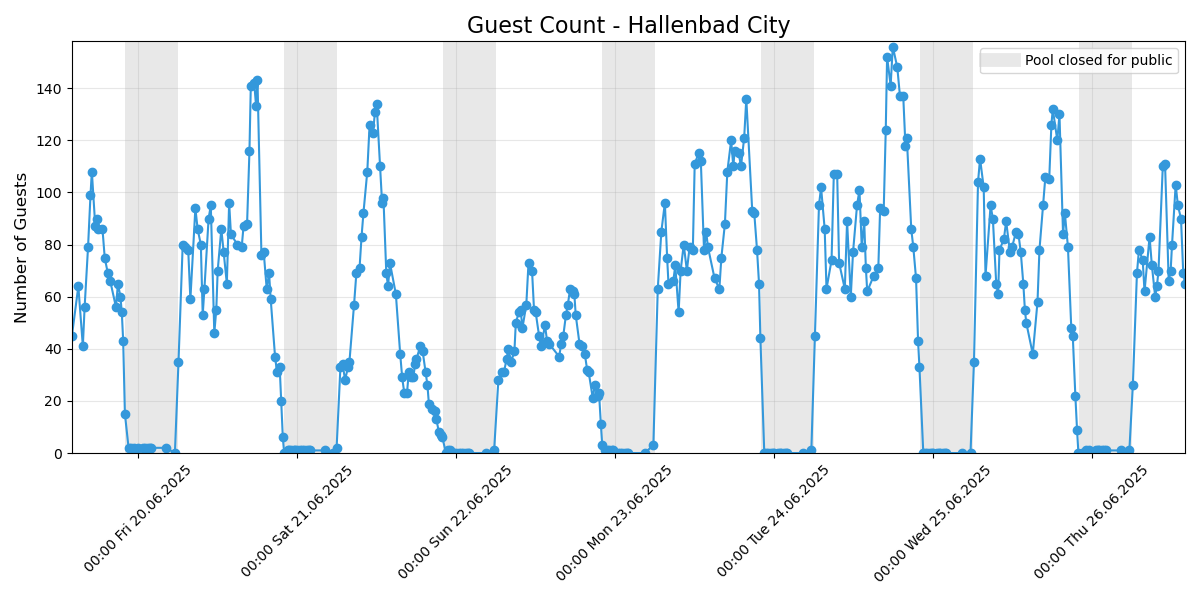 Guest Count - Hallenbad City
Pool closed for public
Number of Guests
140
120
100
80
60
40
20
0
00:00 Fri 20.06.2025
00:00 Sat 21.06.2025
00:00 Sun 22.06.2025
00:00 Mon 23.06.2025
00:00 Tue 24.06.2025
00:00 Wed 25.06.2025
00:00 Thu 26.06.2025